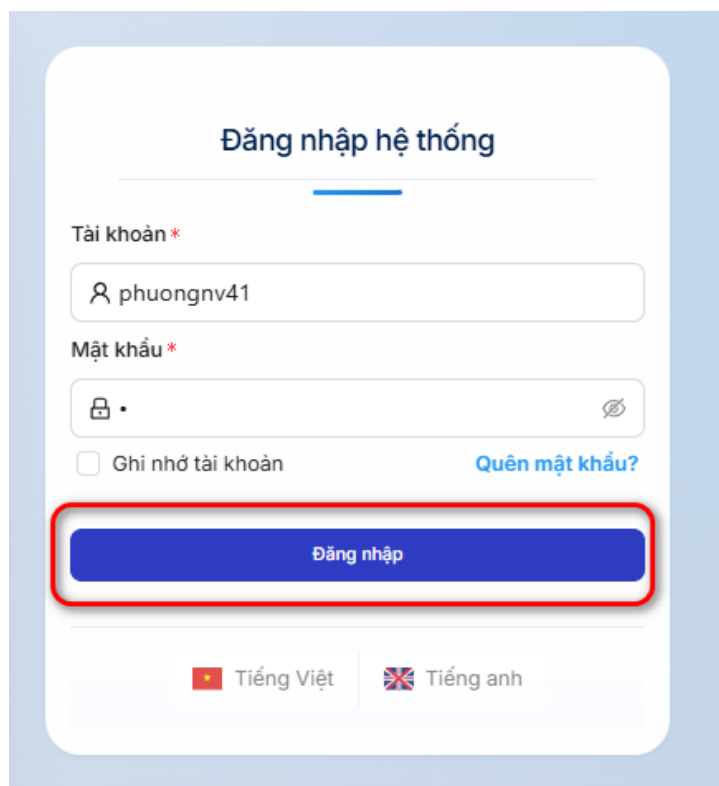 Đăng nhập hệ thống
Tài khoản *
phuongnv41
Mật khẩu *
•
Ghi nhớ tài khoản Quên mật khẩu?
Đăng nhập
Tiếng Việt Tiếng anh